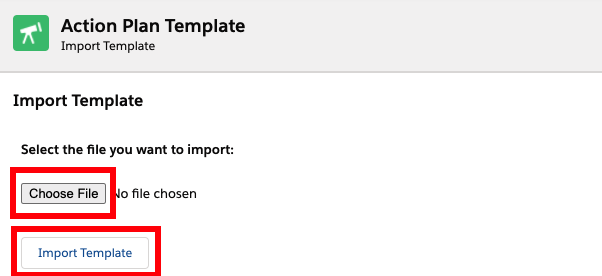 Action Plan Template
Import Template
Import Template
Select the file you want to import:
Choose File No file chosen
Import Template